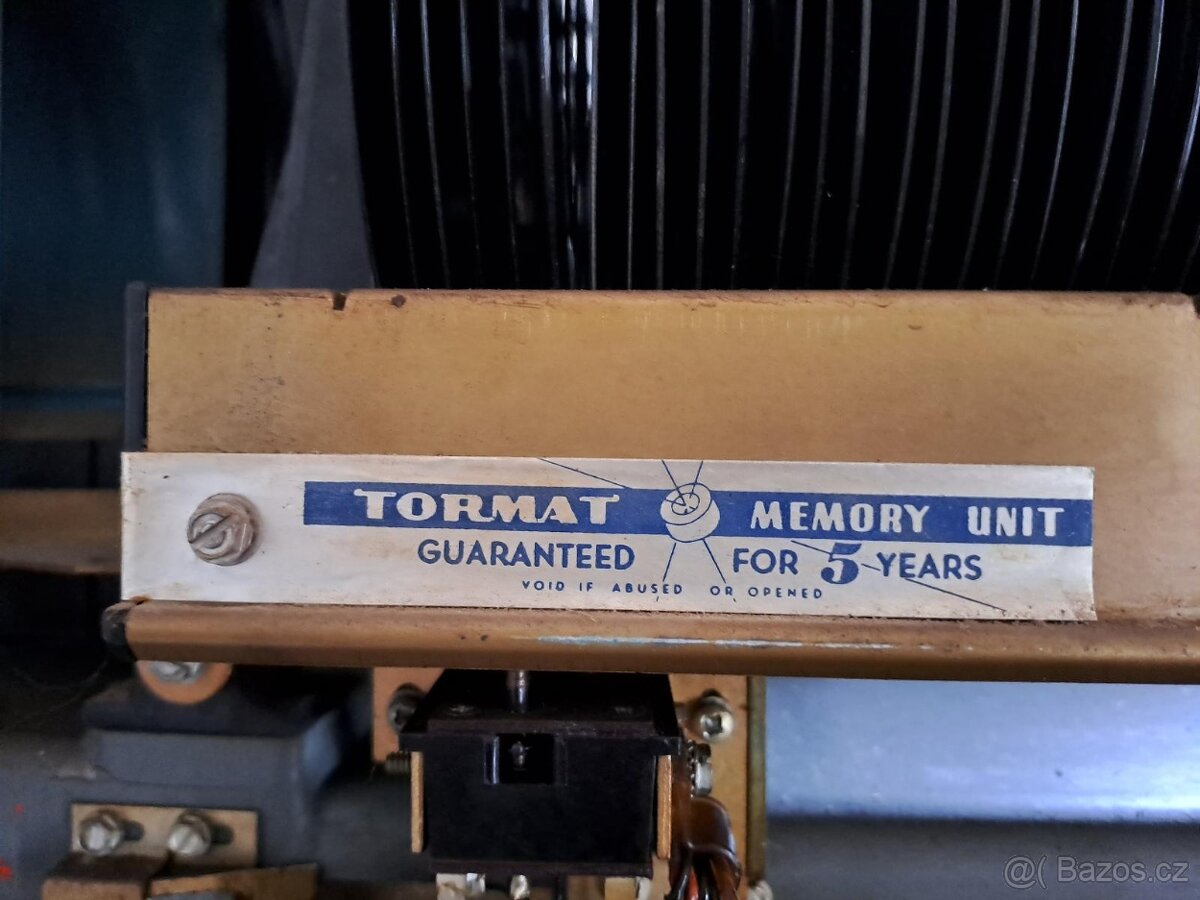 TORMAT MEMORY UNIT
GUARANTEED FOR 5 YEARS
VOID IF ABUSED OR OPENED
@( Bazos.cz